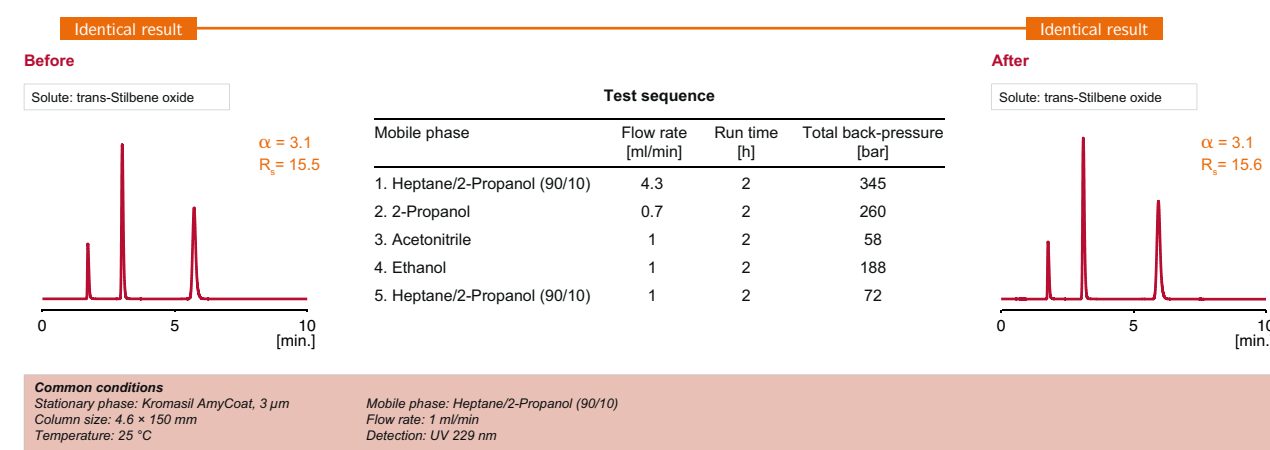 Identical result
Identical result
Before
After
Solute: trans-Stilbene oxide
α = 3.1
Rs= 15.5
Test sequence
Mobile phase Flow rate [ml/min] Run time [h] Total back-pressure [bar]
1. Heptane/2-Propanol (90/10) 4.3 2 345
2. 2-Propanol 0.7 2 260
3. Acetonitrile 1 2 58
4. Ethanol 1 2 188
5. Heptane/2-Propanol (90/10) 1 2 72
Solute: trans-Stilbene oxide
α = 3.1
Rs= 15.6
0 5 10
[min.]
0 5 10
[min.
Common conditions
Stationary phase: Kromasil AmyCoat, 3 µm
Column size: 4.6 × 150 mm
Temperature: 25 °C
Mobile phase: Heptane/2-Propanol (90/10)
Flow rate: 1 ml/min
Detection: UV 229 nm